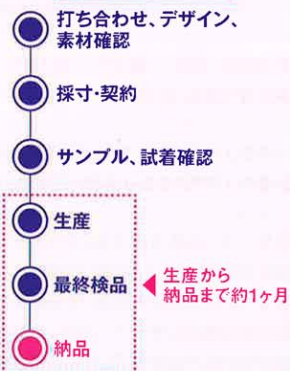 打ち合わせ、デザイン、
素材確認
採寸・契約
サンプル、試着確認
生産
最終検品
生産から
納品まで約1ヶ月
納品